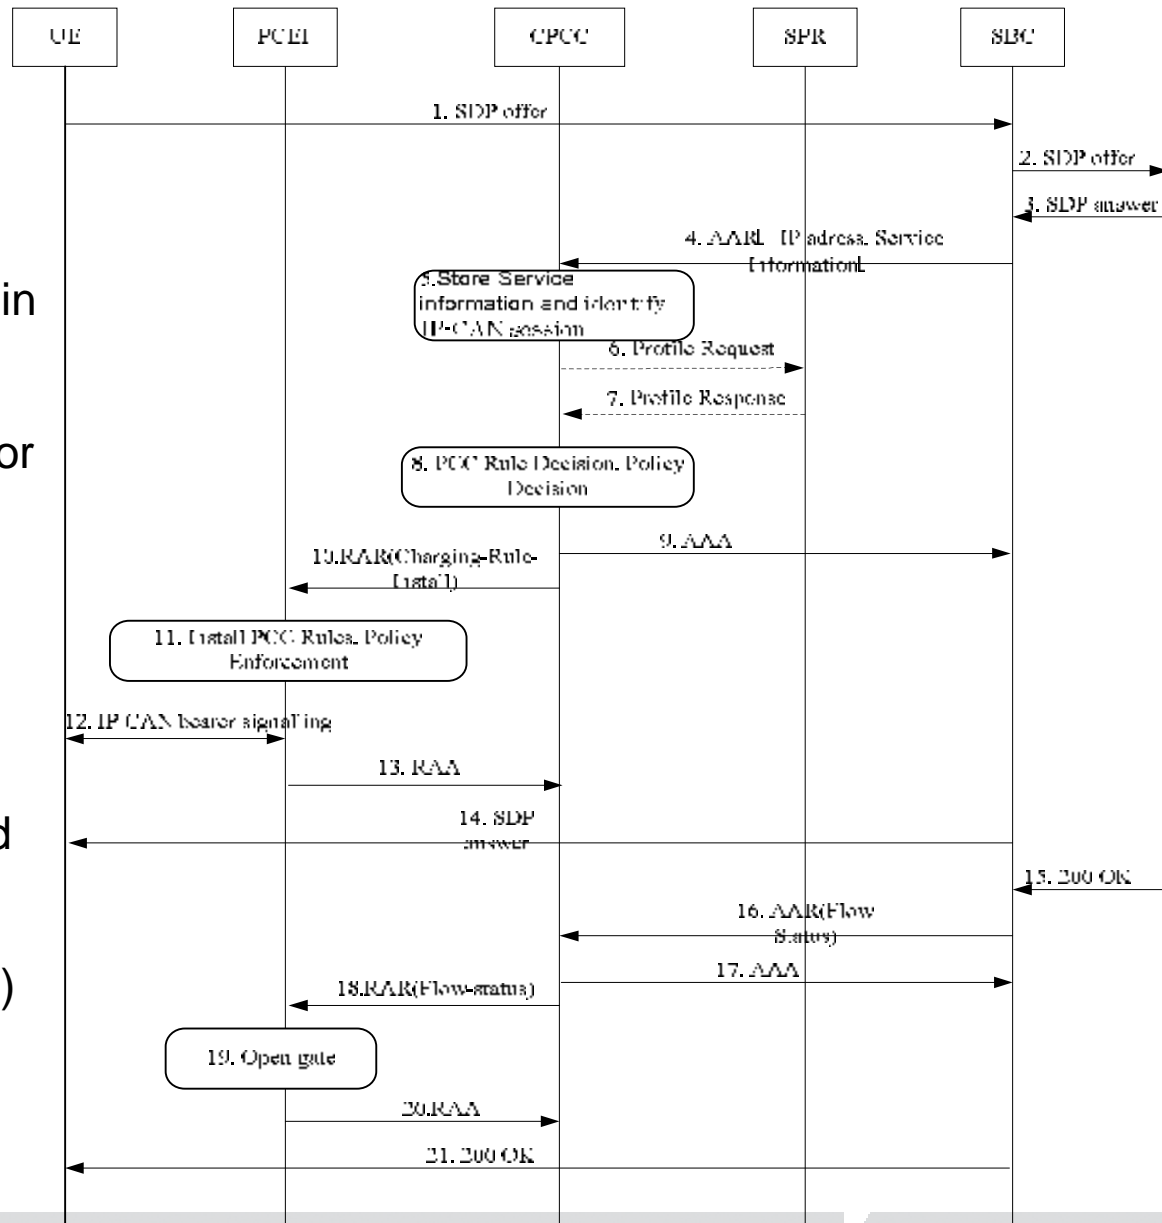 UE
PCEF
CPCC
SPR
SBC
1. SDP offer
2. SDP offer
3. SDP answer
4. AAR IP adress, Service
Information
in
5.Store Service
information and identify
IP-CAN session
6. Profile Request
7. Profile Response
or
8. PCC Rule Decision, Policy
Decision
9. AAA
10.RAR(Charging-Rule-
Install)
11. Install PCC Rules, Policy
Enforcement
12. IP CAN bearer signalling
13. RAA
14. SDP
answer
d
15. 200 OK
16. AAR(Flow
Status)
17. AAA
)
18.RAR(Flow-status)
19. Open gate
20.RAA
21. 200 OK